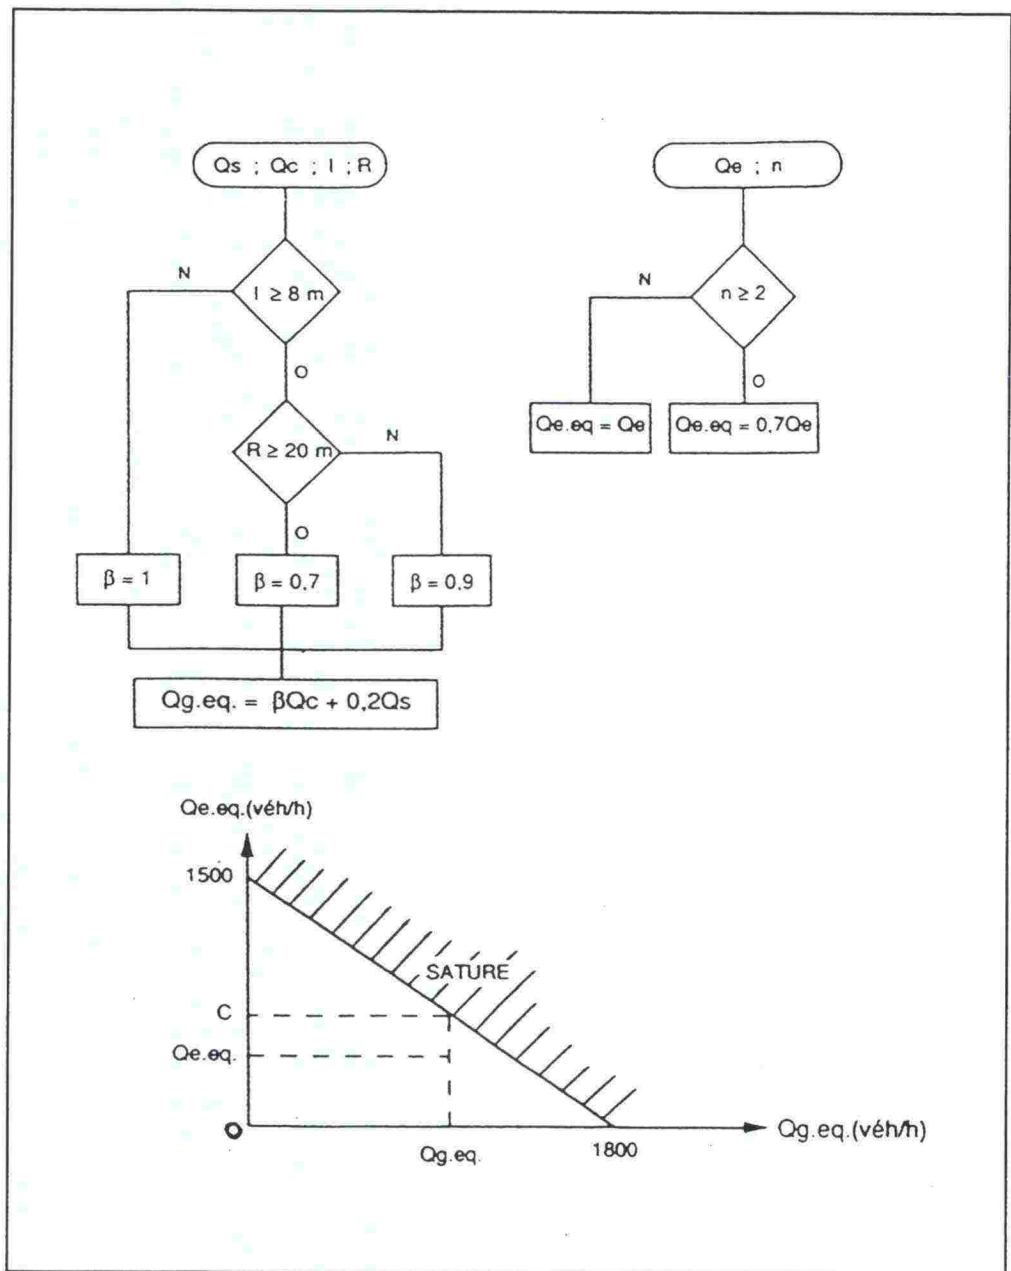 Qs ; Qc ; l ; R
N
l ≥ 8 m
O
R ≥ 20 m
N
O
β = 1
β = 0,7
β = 0,9
Qg.eq. = βQc + 0,2Qs
Qe ; n
N
n ≥ 2
O
Qe.eq = Qe
Qe.eq = 0,7Qe
Qe.eq.(véh/h)
1500
SATURE
C
Qe.eq.
O
Qg.eq.
1800
Qg.eq.(véh/h)